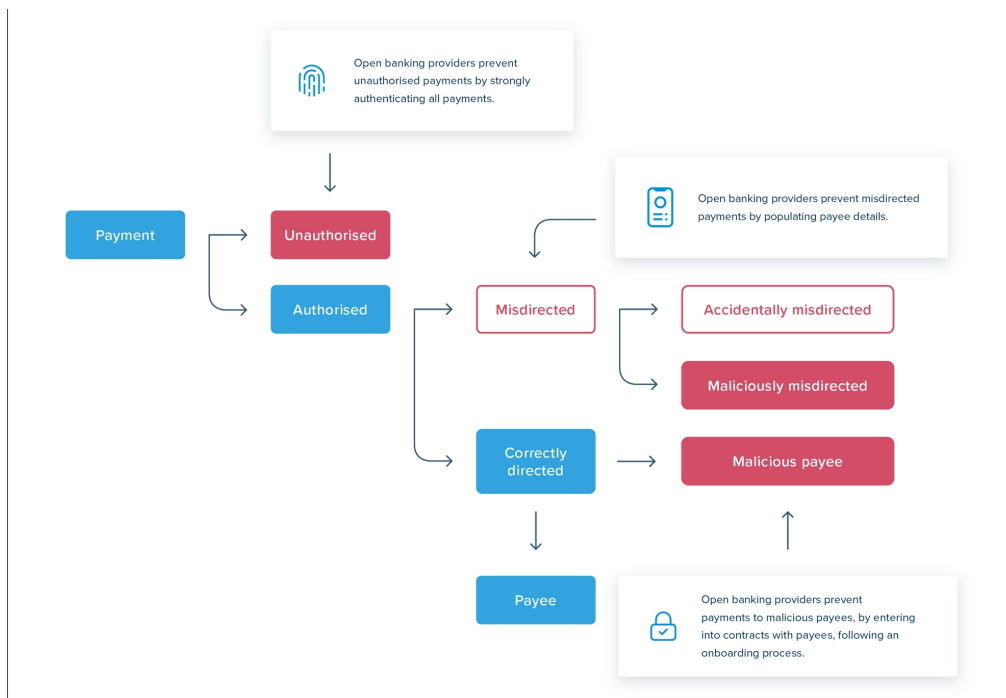 Open banking providers prevent
unauthorised payments by strongly
authenticating all payments.
Open banking providers prevent misdirected
payments by populating payee details.
Payment
Unauthorised
Authorised
Misdirected
Accidentally misdirected
Maliciously misdirected
Correctly
directed
Malicious payee
Payee
Open banking providers prevent
payments to malicious payees, by entering
into contracts with payees, following an
onboarding process.